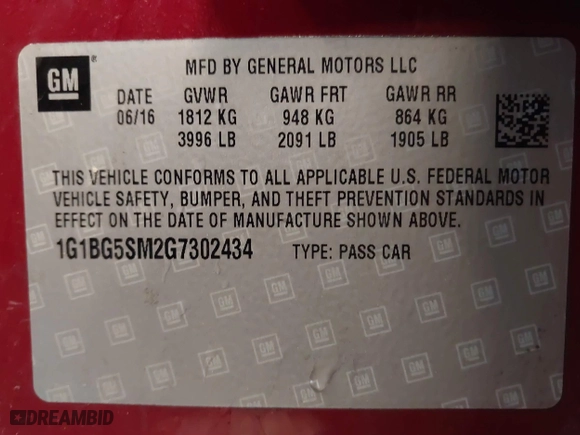 GM ®
MFD BY GENERAL MOTORS LLC
DATE GVWR GAWR FRT GAWR RR
06/16 1812 KG 948 KG 864 KG
3996 LB 2091 LB 1905 LB
THIS VEHICLE CONFORMS TO ALL APPLICABLE U.S. FEDERAL MOTOR
VEHICLE SAFETY, BUMPER, AND THEFT PREVENTION STANDARDS IN
EFFECT ON THE DATE OF MANUFACTURE SHOWN ABOVE.
1G1BG5SM2G7302434 TYPE: PASS CAR
DREAMBID